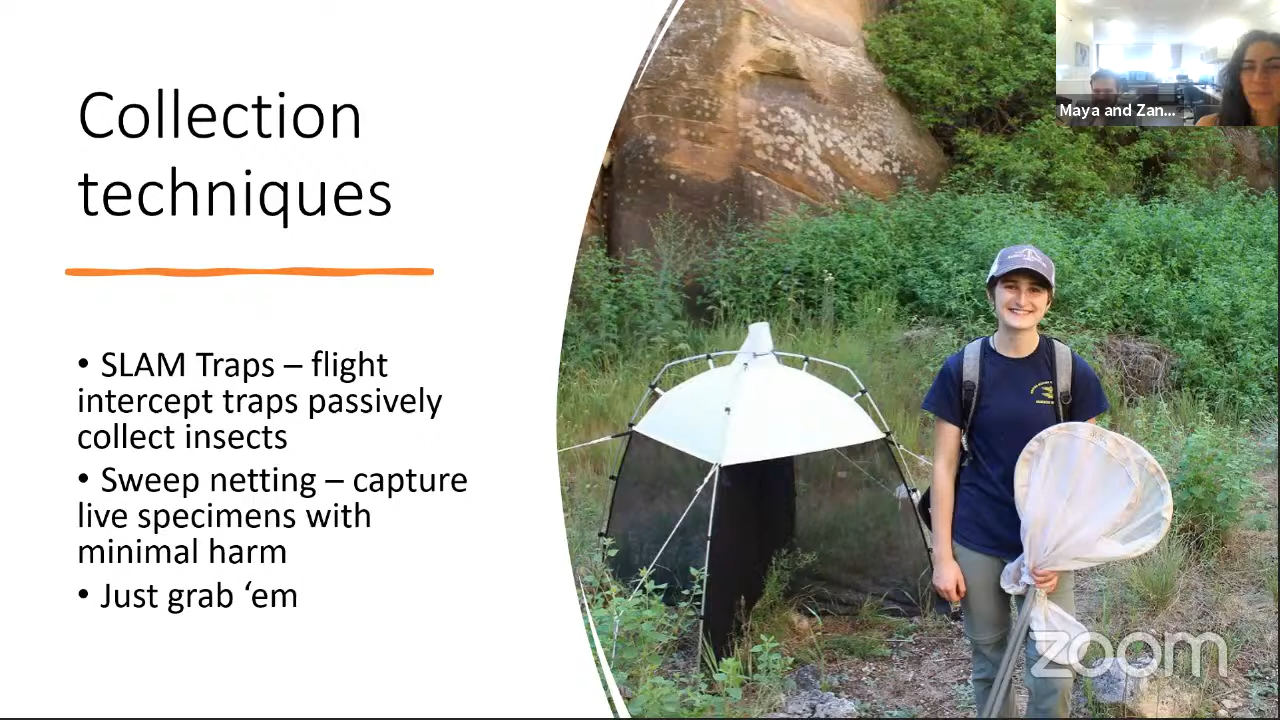 Maya and Zan...
Collection
techniques
• SLAM Traps – flight
intercept traps passively
collect insects
• Sweep netting – capture
live specimens with
minimal harm
• Just grab ‘em
zoom